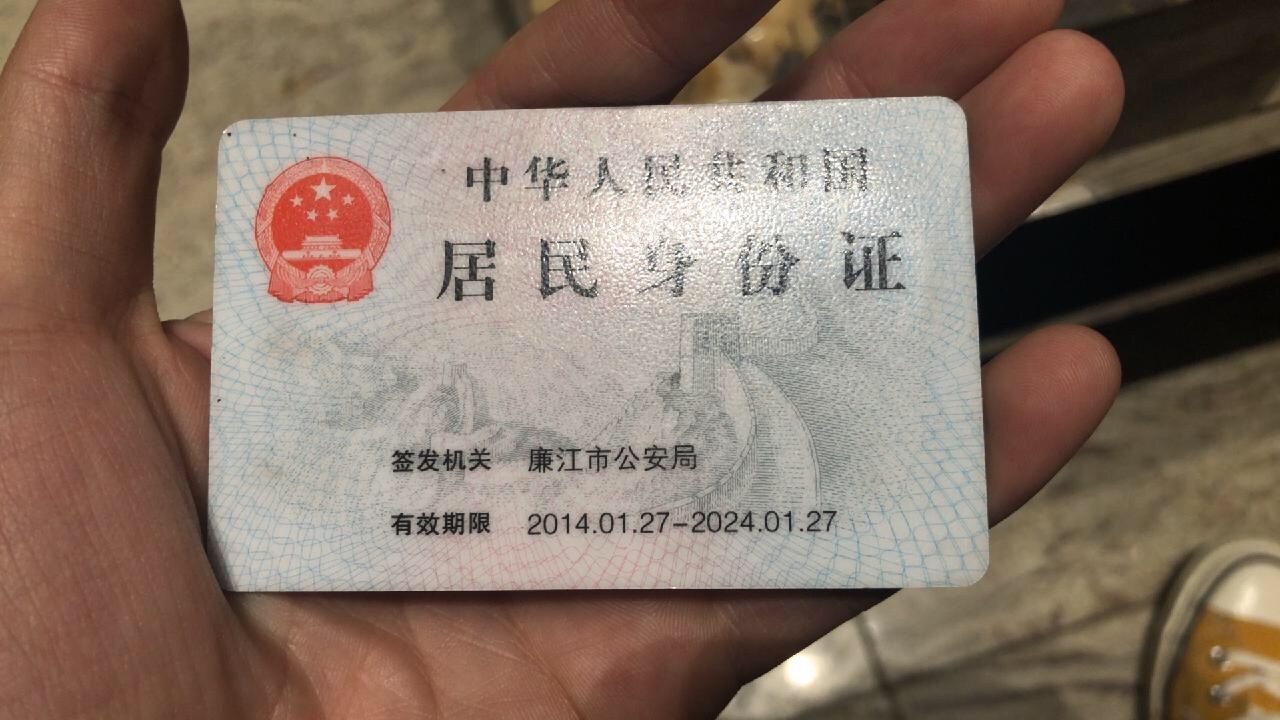 中华人民共和国
居民身份证
签发机关 廉江市公安局
有效期限 2014.01.27-2024.01.27